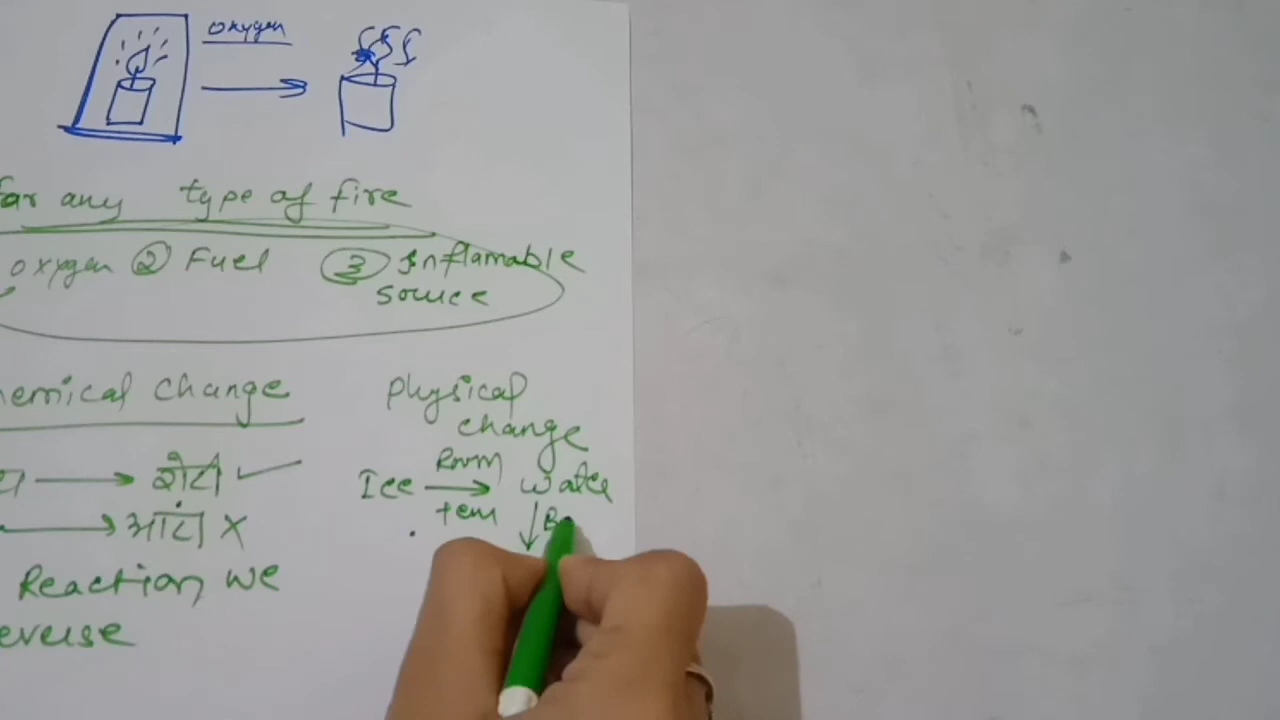 oxygen
for any type of fire
oxygen ② Fuel ③ Inflamable
source
hemical change
Physical
change
→ रोटी ✓
Ice → Water
Room
tem
→ आटा X
↓ B
Reaction we
everse